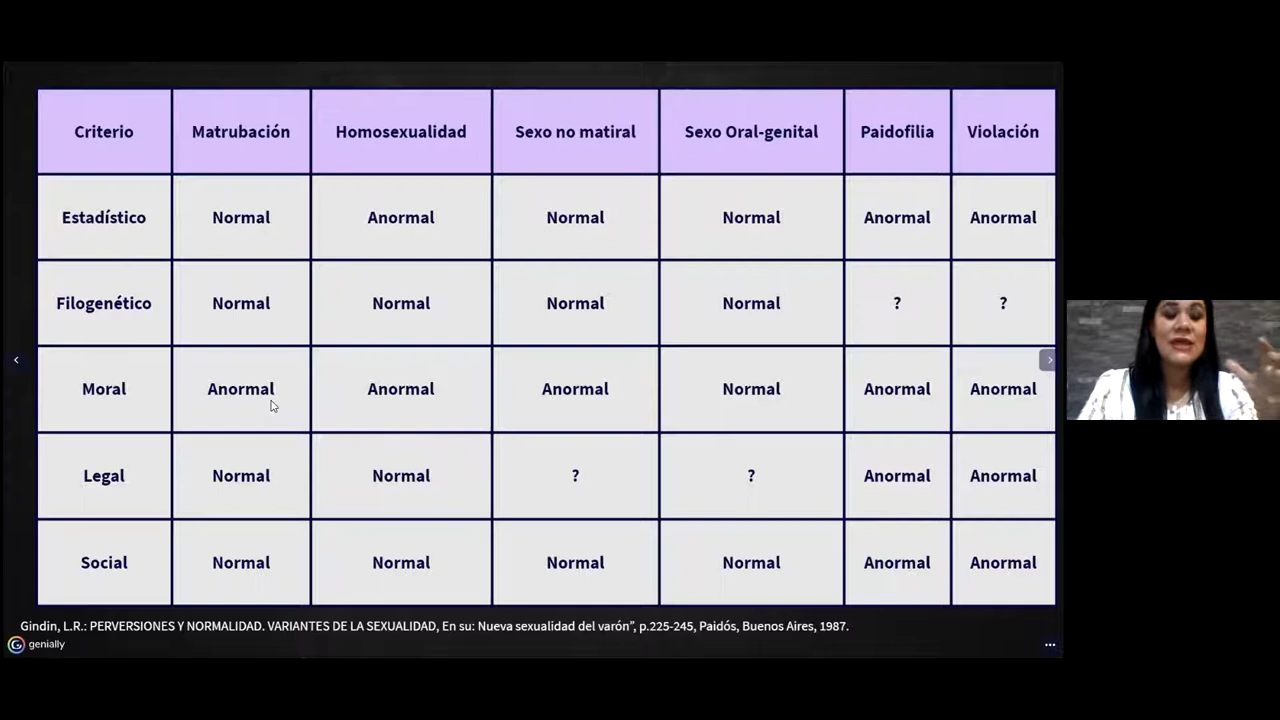 Criterio Matrubación Homosexualidad Sexo no matiral Sexo Oral-genital Paidofilia Violación
Estadístico Normal Anormal Normal Normal Anormal Anormal
Filogenético Normal Normal Normal Normal ? ?
Moral Anormal Anormal Anormal Normal Anormal Anormal
Legal Normal Normal ? ? Anormal Anormal
Social Normal Normal Normal Normal Anormal Anormal
Gindin, L.R.: PERVERSIONES Y NORMALIDAD. VARIANTES DE LA SEXUALIDAD, En su: Nueva sexualidad del varón”, p.225-245, Paidós, Buenos Aires, 1987.
genially